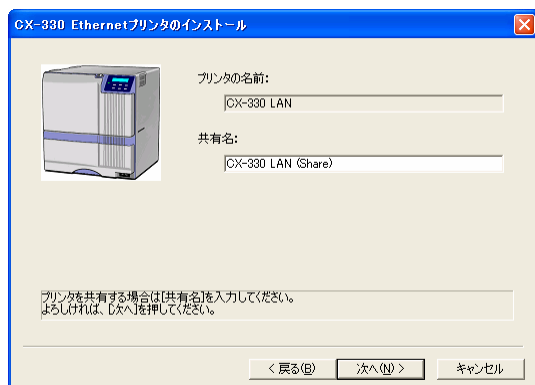 CX-330 Ethernetプリンタのインストール
プリンタの名前:
CX-330 LAN
共有名:
CX-330 LAN (Share)
プリンタを共有する場合は[共有名]を入力してください。
よろしければ、[次へ]を押してください。
< 戻る(B)
次へ(N) >
キャンセル